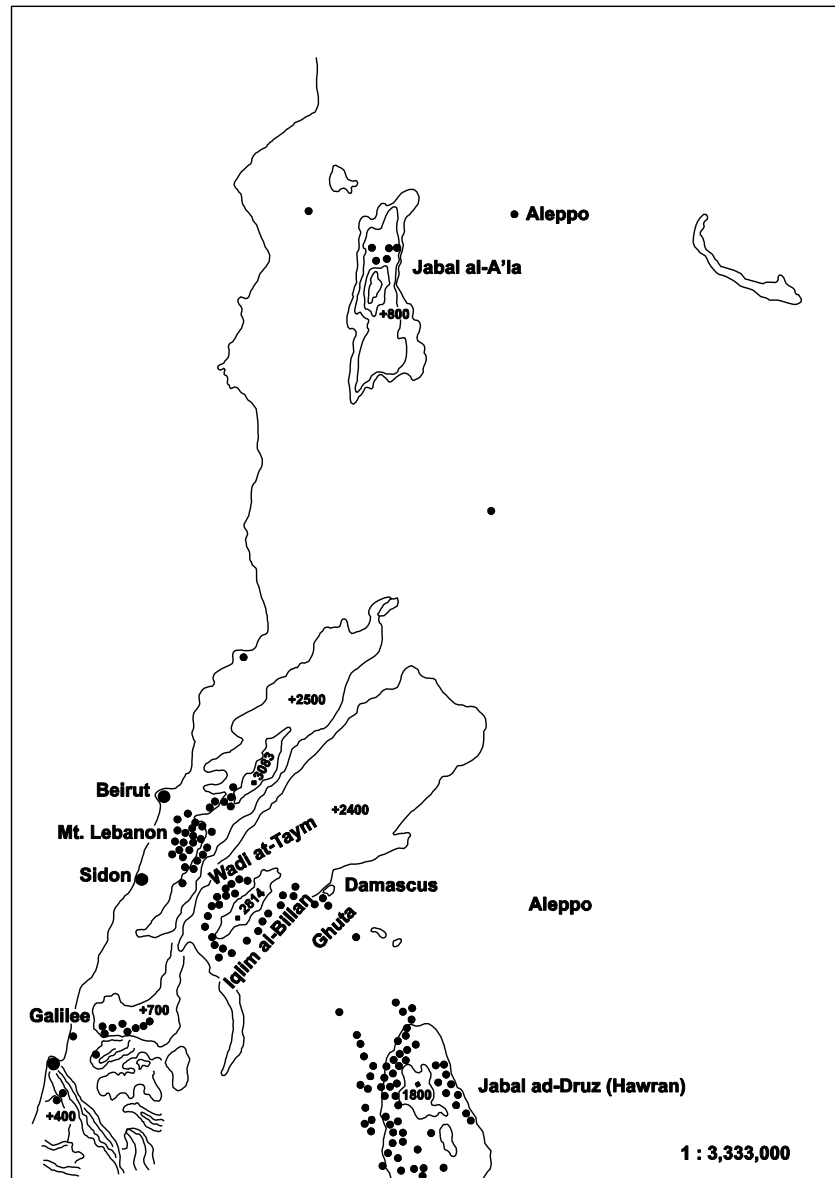 Aleppo
Jabal al-A'la
+800
+2500
3083
Beirut
+2400
Mt. Lebanon
Wadi at-Taym
Sidon
Damascus
2814
Aleppo
Iqlim al-Billan
Ghuta
+700
Galilee
Jabal ad-Druz (Hawran)
1800
+400
1 : 3,333,000